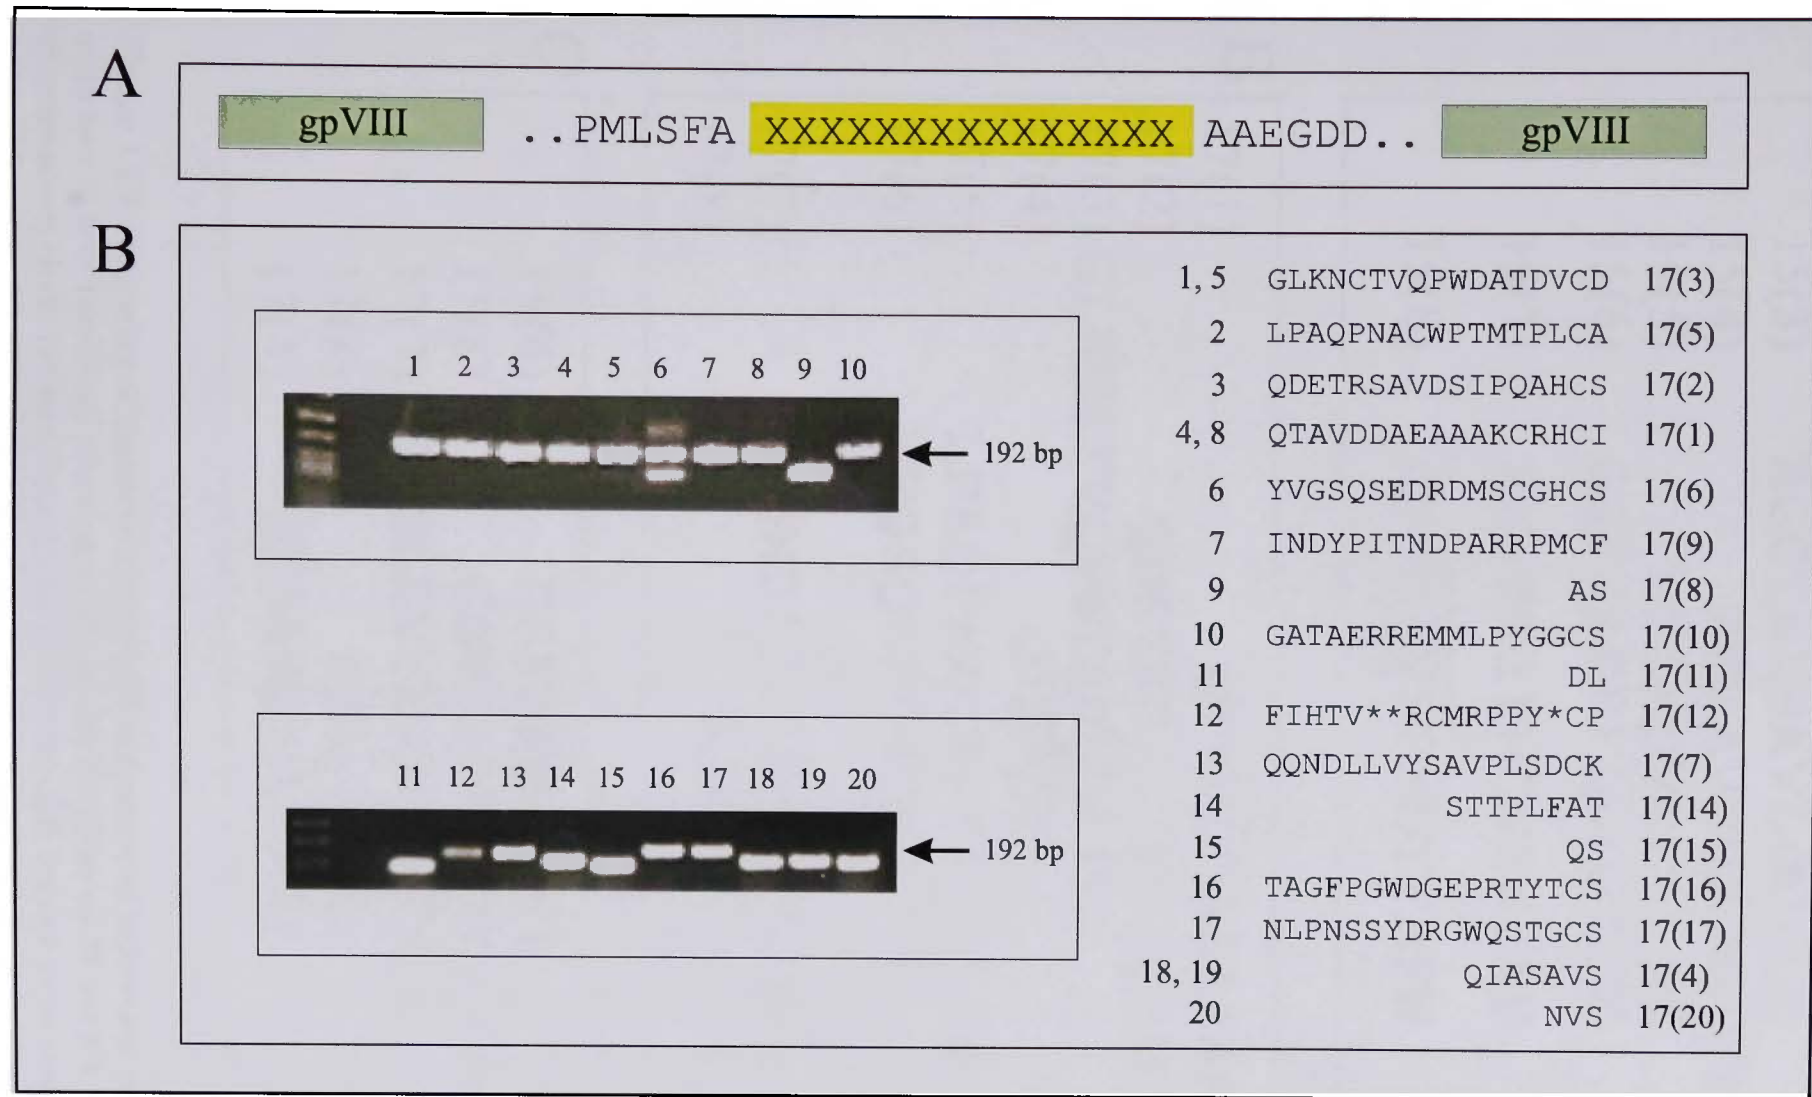 A
gpVIII ..PMLSFA XXXXXXXXXXXXXXX AAEGDD.. gpVIII
B
1 2 3 4 5 6 7 8 9 10
192 bp
11 12 13 14 15 16 17 18 19 20
192 bp
1, 5 GLKNCTVQPWDATDVCD 17(3)
2 LPAQPNACWPTMTPLCA 17(5)
3 QDETRSAVDSIPQAHCS 17(2)
4, 8 QTAVDDAEAAAKCRHCI 17(1)
6 YVGSQSEDRDMSCGHCS 17(6)
7 INDYPITNDPARRPMCF 17(9)
9 AS 17(8)
10 GATAERREMMLPYGGCS 17(10)
11 DL 17(11)
12 FIHTV**RCMRPPY*CP 17(12)
13 QQNDLLVYSAVPLSDCK 17(7)
14 STTPLFAT 17(14)
15 QS 17(15)
16 TAGFPGWDGEPRTYTCS 17(16)
17 NLPNSSYDRGWQSTGCS 17(17)
18, 19 QIASAVS 17(4)
20 NVS 17(20)